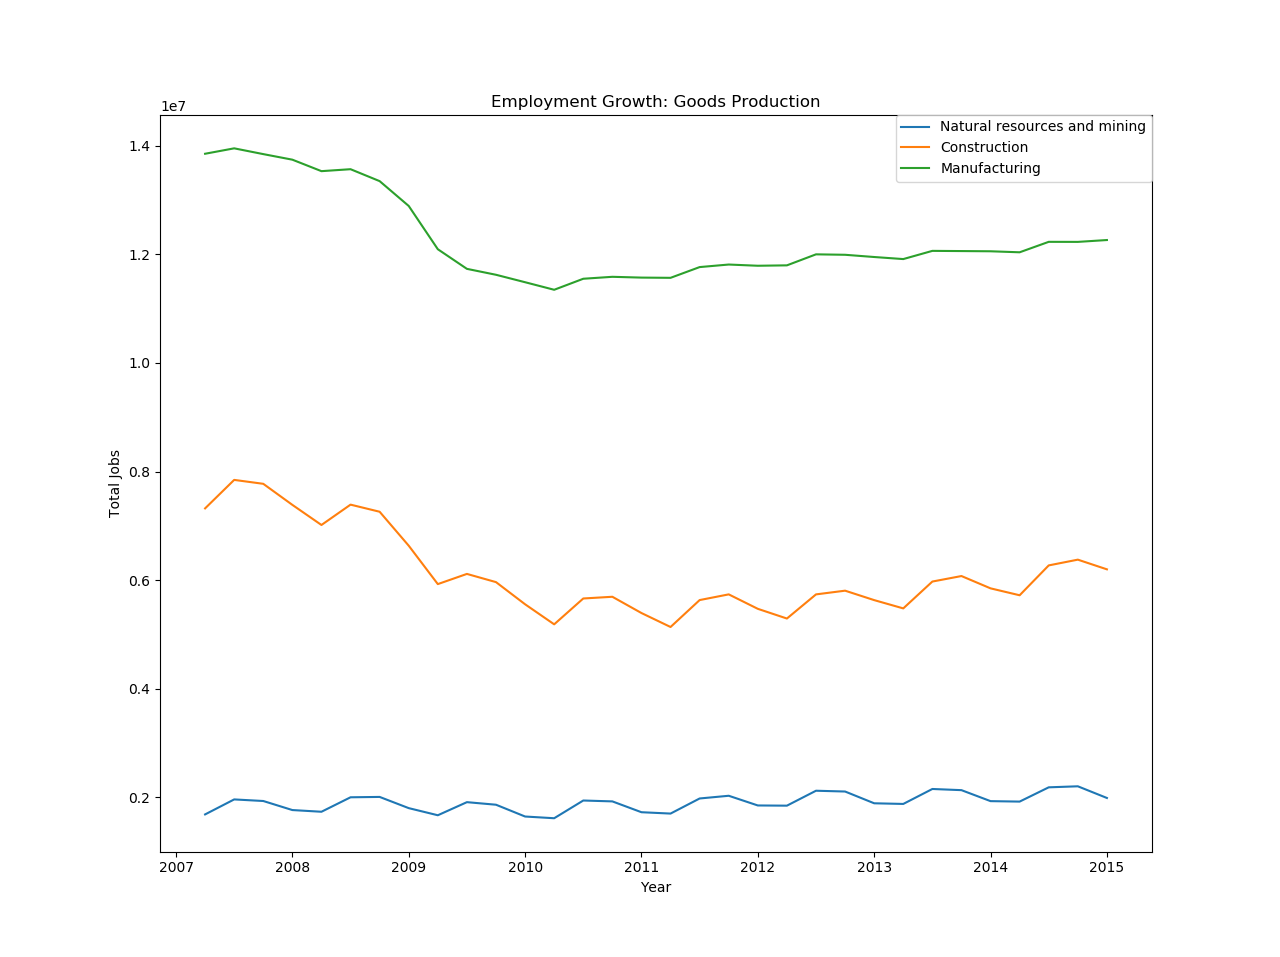 Employment Growth: Goods Production
1e7
Natural resources and mining
Construction
Manufacturing
1.4
1.2
1.0
0.8
0.6
0.4
0.2
Total Jobs
2007 2008 2009 2010 2011 2012 2013 2014 2015
Year